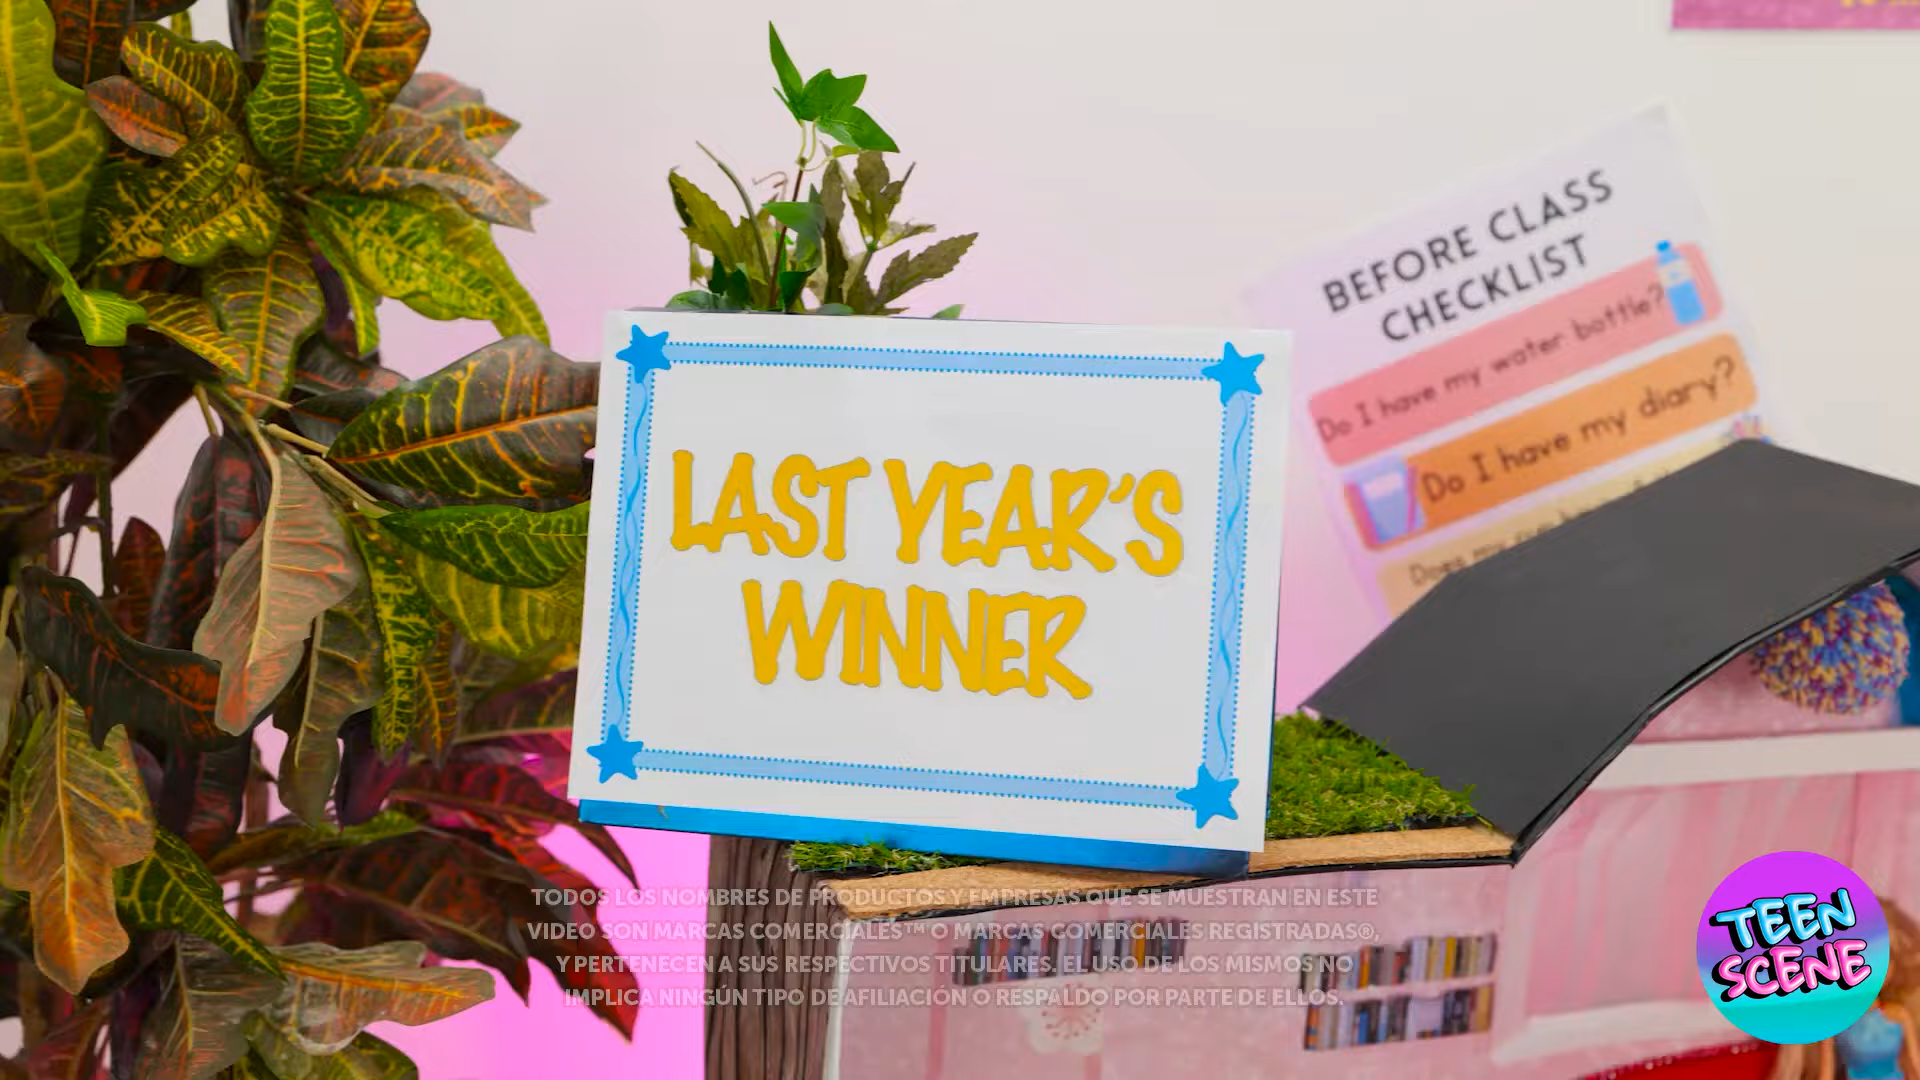 BEFORE CLASS
CHECKLIST
Do I have my water bottle?
Do I have my diary?
LAST YEAR'S
WINNER
TODOS LOS NOMBRES DE PRODUCTOS Y EMPRESAS QUE SE MUESTRAN EN ESTE
VIDEO SON MARCAS COMERCIALES™ O MARCAS COMERCIALES REGISTRADAS®,
Y PERTENECEN A SUS RESPECTIVOS TITULARES. EL USO DE LOS MISMOS NO
IMPLICA NINGÚN TIPO DE AFILIACIÓN O RESPALDO POR PARTE DE ELLOS.
TEEN
SCENE